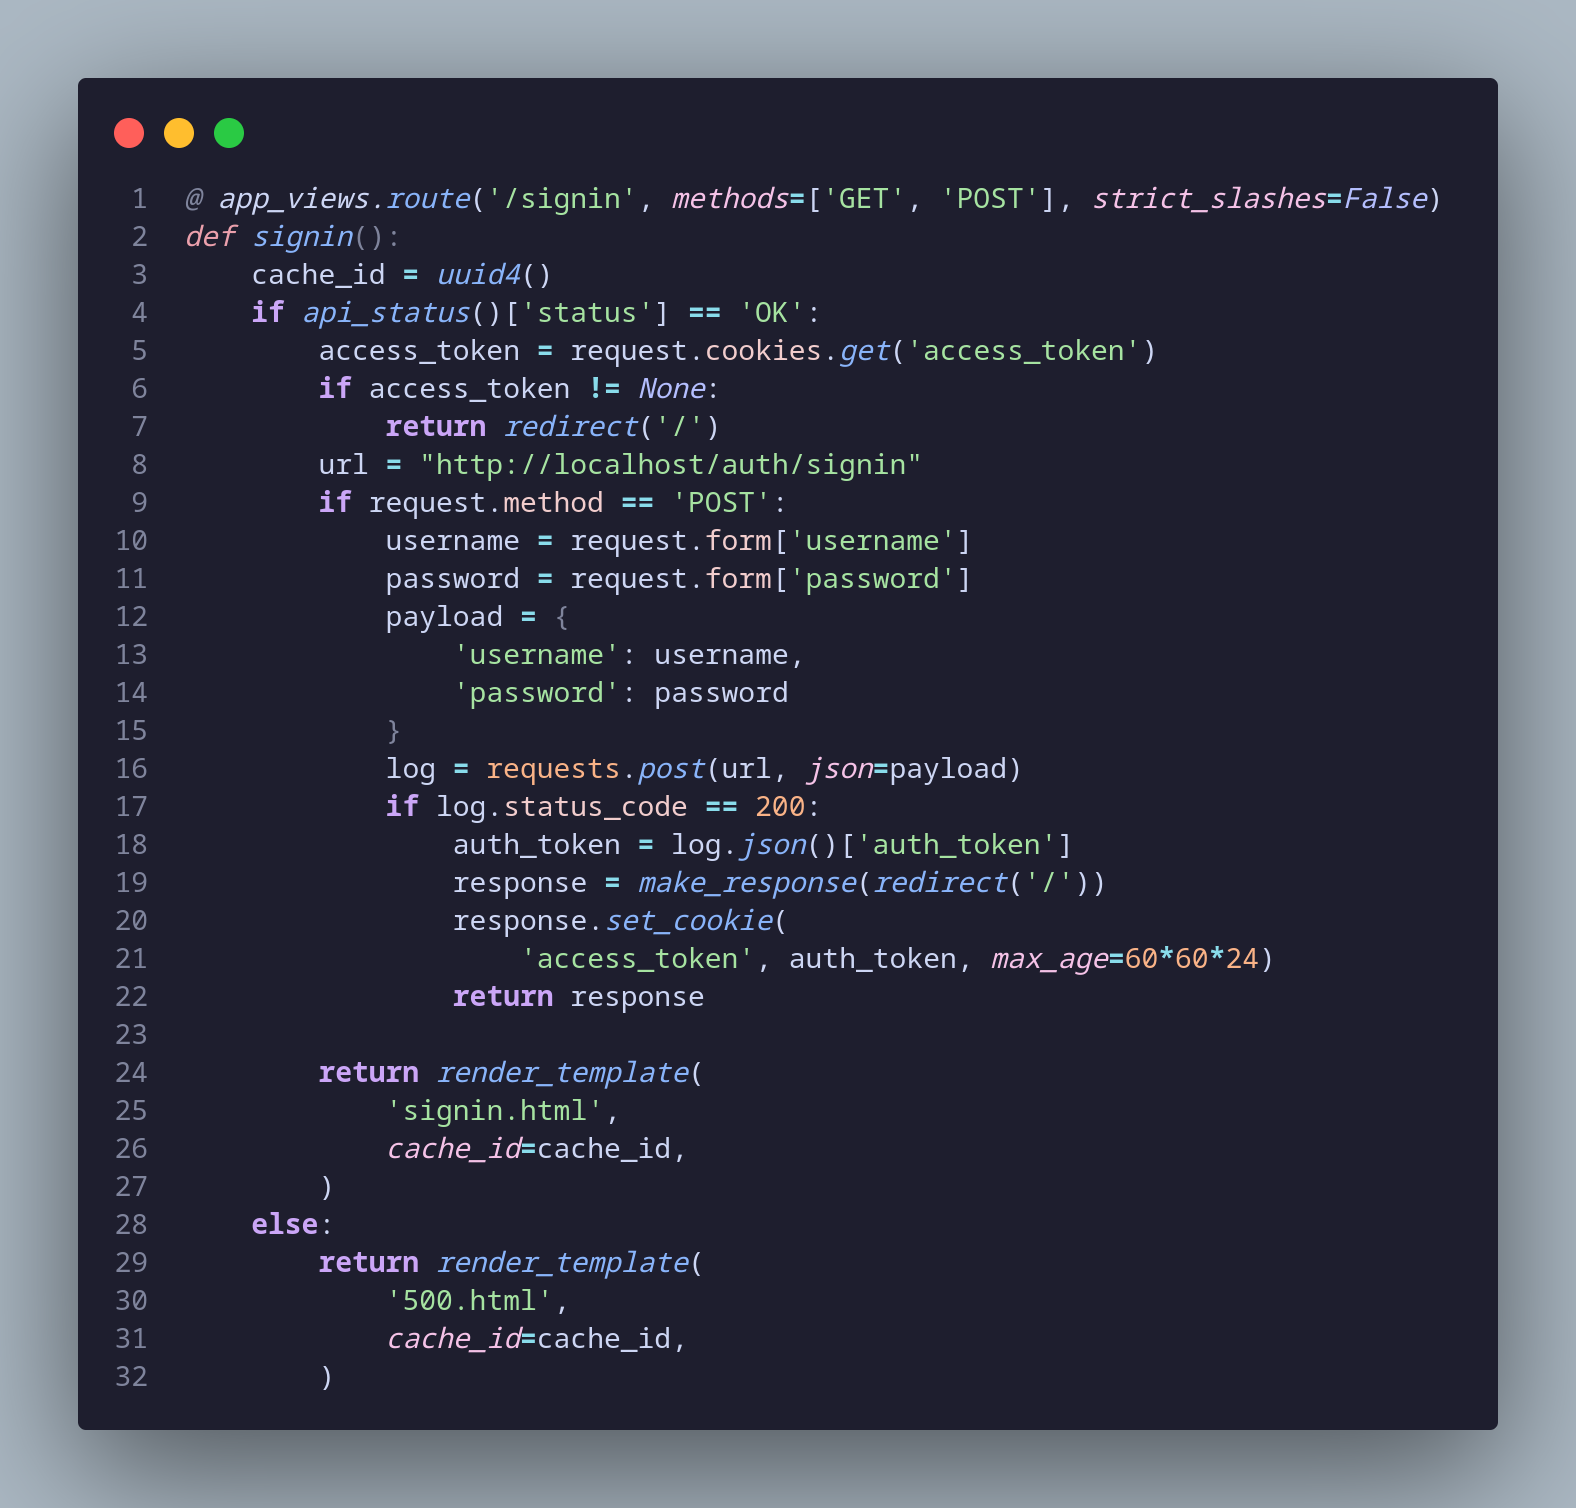 1 @ app_views.route('/signin', methods=['GET', 'POST'], strict_slashes=False)
2 def signin():
3     cache_id = uuid4()
4     if api_status()['status'] == 'OK':
5         access_token = request.cookies.get('access_token')
6         if access_token != None:
7             return redirect('/')
8         url = "http://localhost/auth/signin"
9         if request.method == 'POST':
10             username = request.form['username']
11             password = request.form['password']
12             payload = {
13                 'username': username,
14                 'password': password
15             }
16             log = requests.post(url, json=payload)
17             if log.status_code == 200:
18                 auth_token = log.json()['auth_token']
19                 response = make_response(redirect('/'))
20                 response.set_cookie(
21                     'access_token', auth_token, max_age=60*60*24)
22                 return response
23
24         return render_template(
25             'signin.html',
26             cache_id=cache_id,
27         )
28     else:
29         return render_template(
30             '500.html',
31             cache_id=cache_id,
32         )